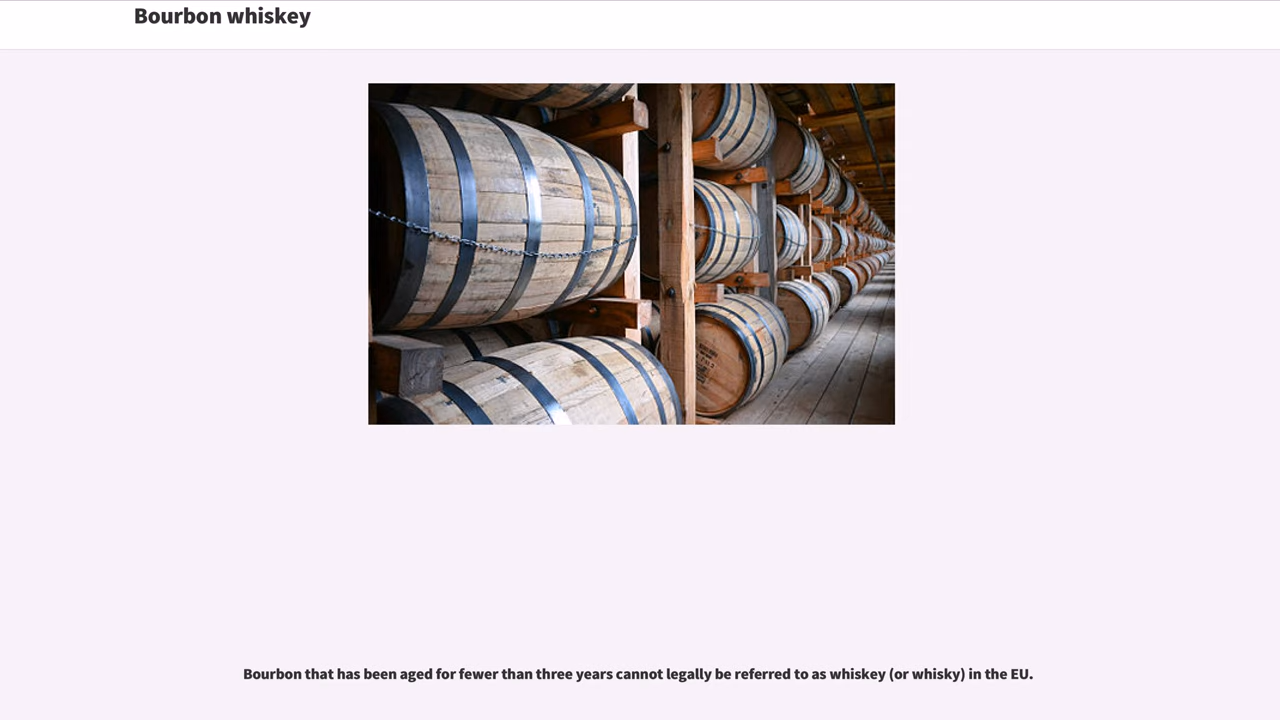 Bourbon whiskey
Bourbon that has been aged for fewer than three years cannot legally be referred to as whiskey (or whisky) in the EU.